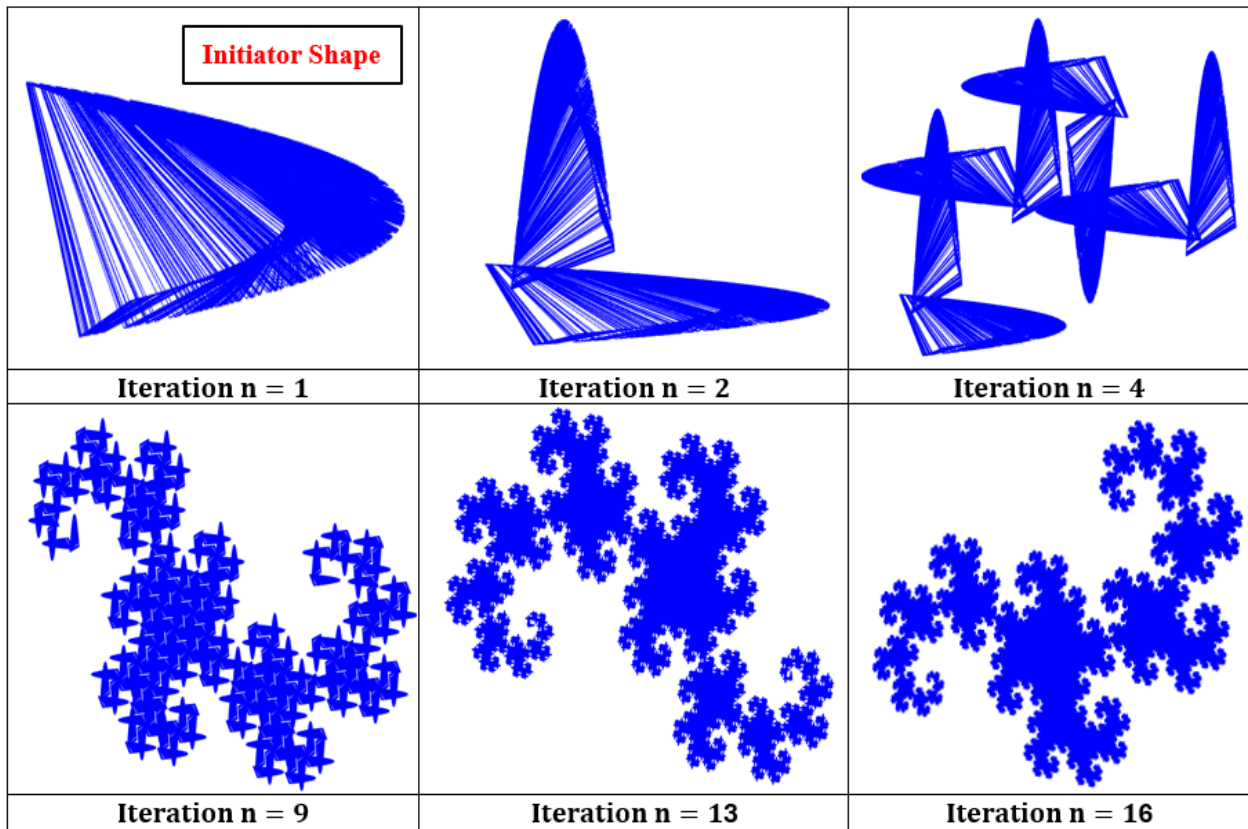 Initiator Shape
Iteration n = 1
Iteration n = 2
Iteration n = 4
Iteration n = 9
Iteration n = 13
Iteration n = 16